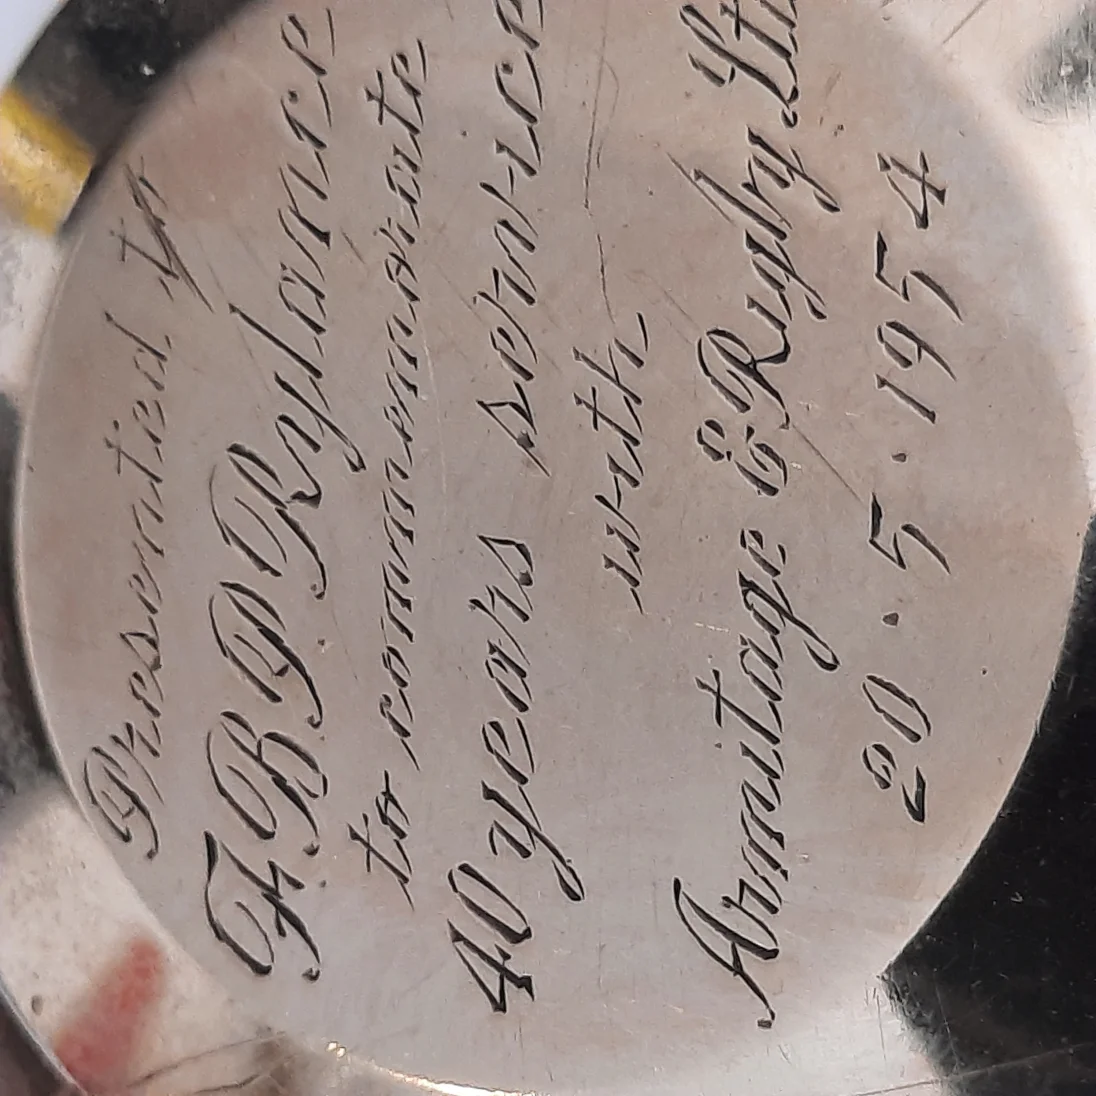 Presented to
F B P Rylance
to commemorate
40 years service
with
Armitage & Rigby Ltd
20.5.1954